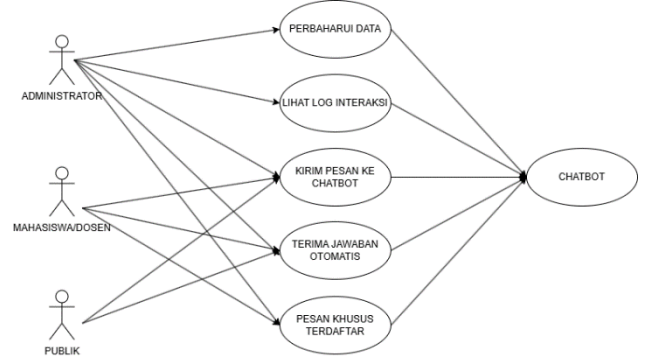 PERBAHARUI DATA
ADMINISTRATOR
LIHAT LOG INTERAKSI
KIRIM PESAN KE
CHATBOT
CHATBOT
MAHASISWA/DOSEN
TERIMA JAWABAN
OTOMATIS
PESAN KHUSUS
TERDAFTAR
PUBLIK